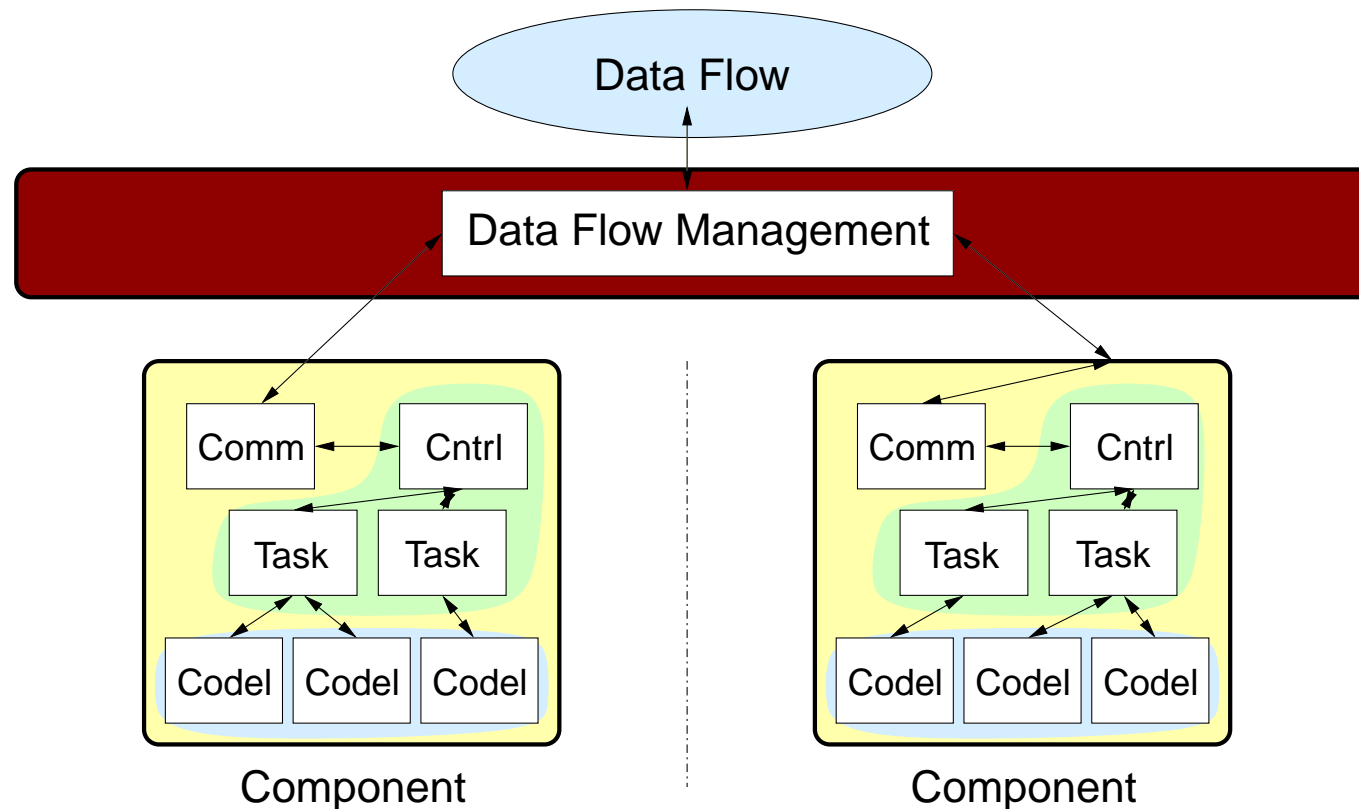 Data Flow
Data Flow Management
Comm
Cntrl
Task
Task
Codel
Codel
Codel
Component
Comm
Cntrl
Task
Task
Codel
Codel
Codel
Component